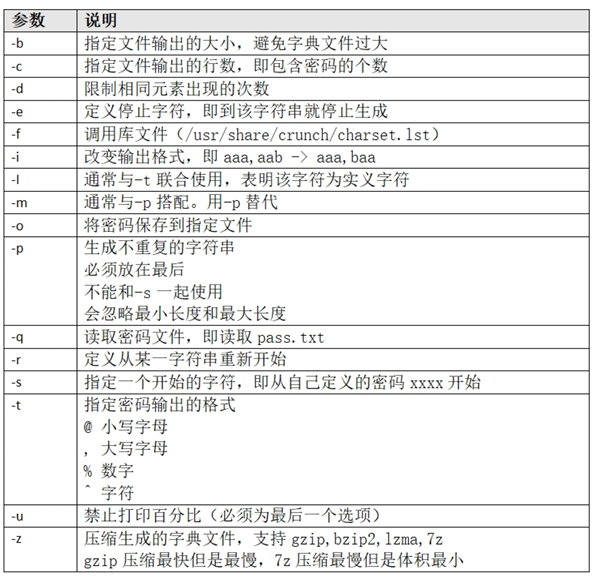 参数 说明
-b 指定文件输出的大小，避免字典文件过大
-c 指定文件输出的行数，即包含密码的个数
-d 限制相同元素出现的次数
-e 定义停止字符，即到该字符串就停止生成
-f 调用库文件（/usr/share/crunch/charset.lst）
-i 改变输出格式，即 aaa,aab -> aaa,baa
-l 通常与-t 联合使用，表明该字符为实义字符
-m 通常与-p 搭配。用-p 替代
-o 将密码保存到指定文件
-p 生成不重复的字符串
必须放在最后
不能和-s 一起使用
会忽略最小长度和最大长度
-q 读取密码文件，即读取 pass.txt
-r 定义从某一字符串重新开始
-s 指定一个开始的字符，即从自己定义的密码 xxxx 开始
-t 指定密码输出的格式
@ 小写字母
, 大写字母
% 数字
^ 字符
-u 禁止打印百分比（必须为最后一个选项）
-z 压缩生成的字典文件，支持 gzip,bzip2,lzma,7z
gzip 压缩最快但是最慢，7z 压缩最慢但是体积最小